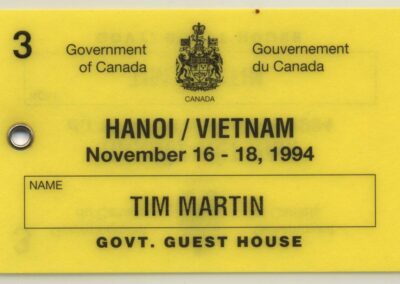 3
Government
of Canada
Gouvernement
du Canada
CANADA
HANOI / VIETNAM
November 16 - 18, 1994
NAME
TIM MARTIN
GOVT. GUEST HOUSE